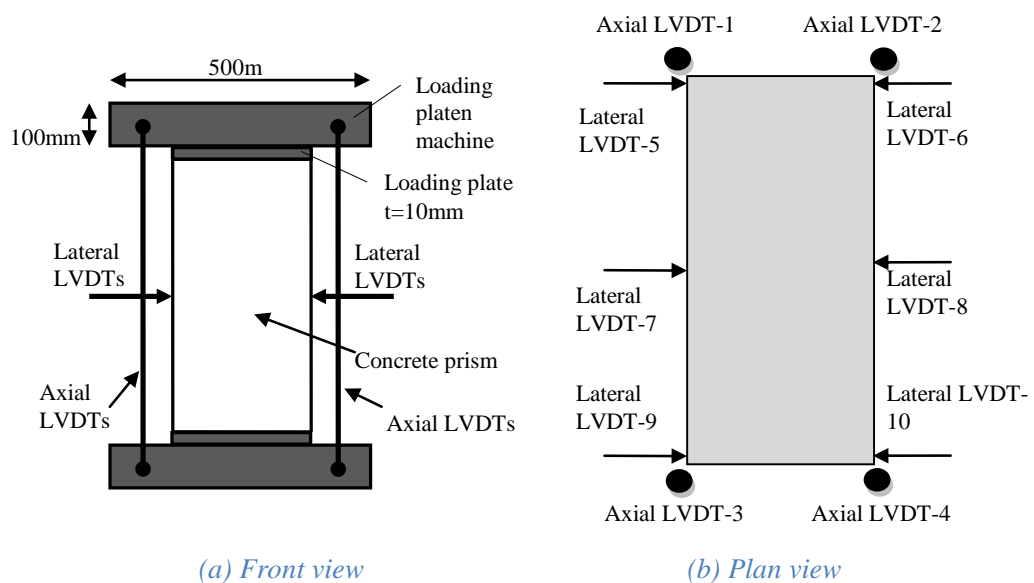 500m
100mm
Loading
platen
machine
Loading plate
t=10mm
Lateral
LVDTs
Lateral
LVDTs
Concrete prism
Axial
LVDTs
Axial LVDTs
(a) Front view
Axial LVDT-1
Axial LVDT-2
Lateral
LVDT-5
Lateral
LVDT-6
Lateral
LVDT-7
Lateral
LVDT-8
Lateral
LVDT-9
Lateral LVDT-
10
Axial LVDT-3
Axial LVDT-4
(b) Plan view